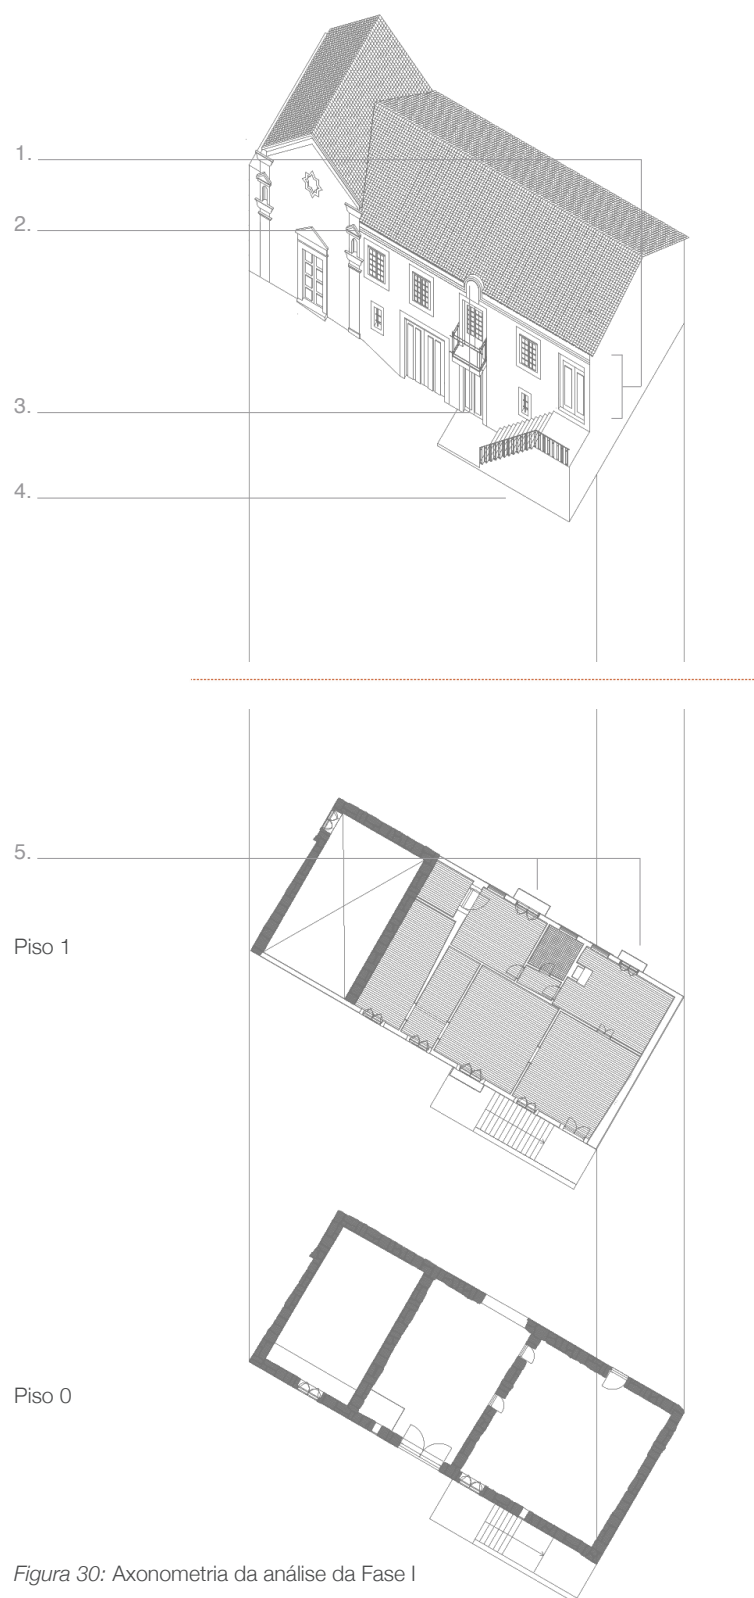 1.
2.
3.
4.
5.
Piso 1
Piso 0
Figura 30: Axonometria da análise da Fase I